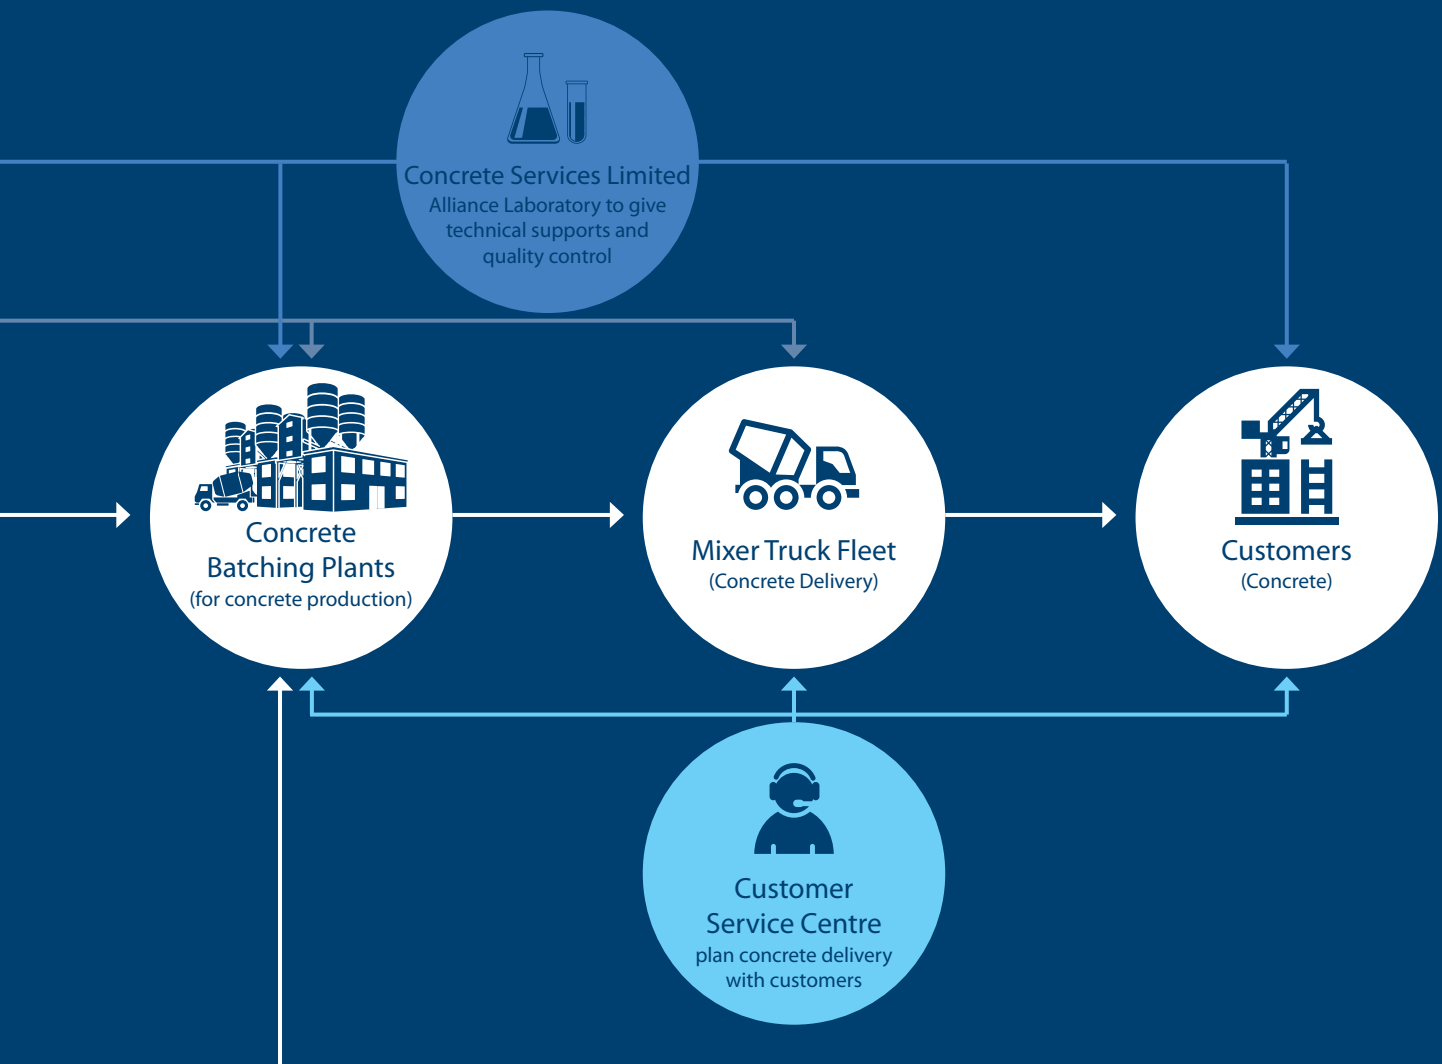 Concrete Services Limited
Alliance Laboratory to give
technical supports and
quality control
Concrete
Batching Plants
(for concrete production)
Mixer Truck Fleet
(Concrete Delivery)
Customers
(Concrete)
Customer
Service Centre
plan concrete delivery
with customers